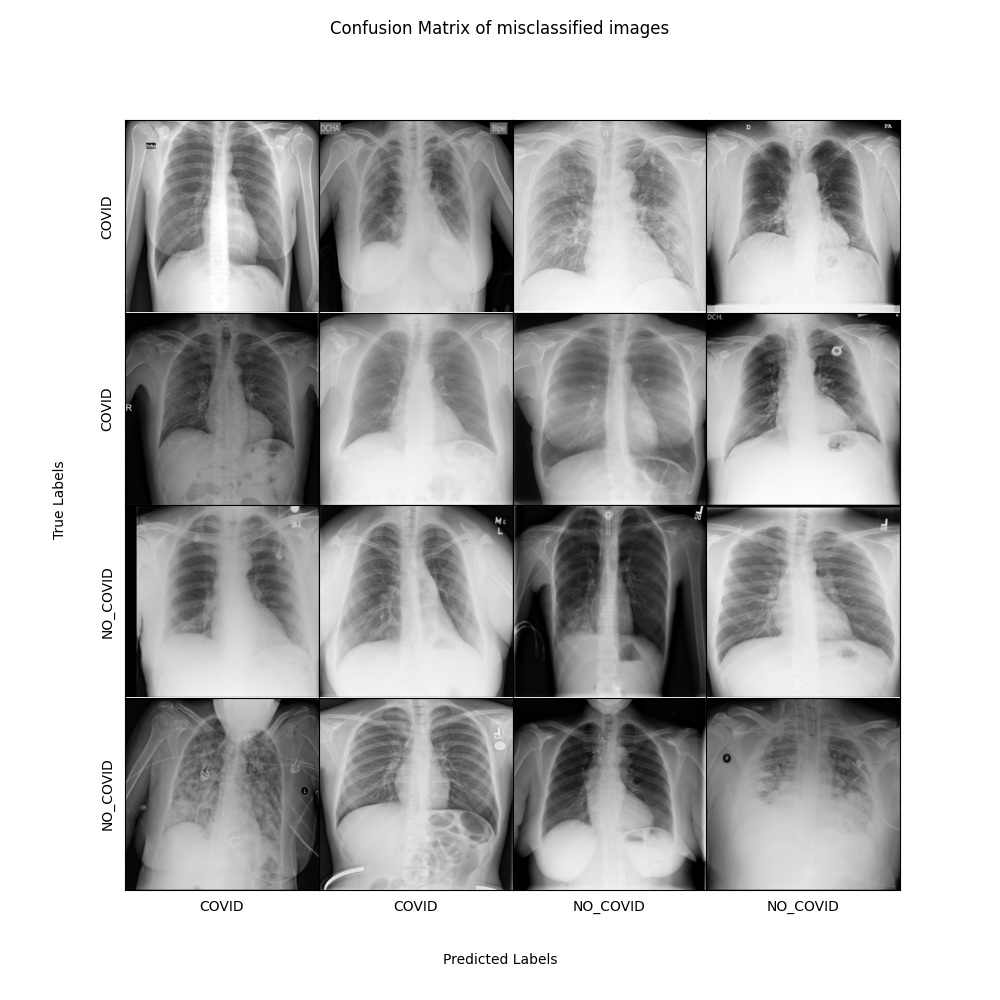 Confusion Matrix of misclassified images
COVID
DCHA
D
PA
COVID
R
DCH.
True Labels
NO_COVID
M G
L
NO_COVID
COVID
COVID
NO_COVID
NO_COVID
Predicted Labels